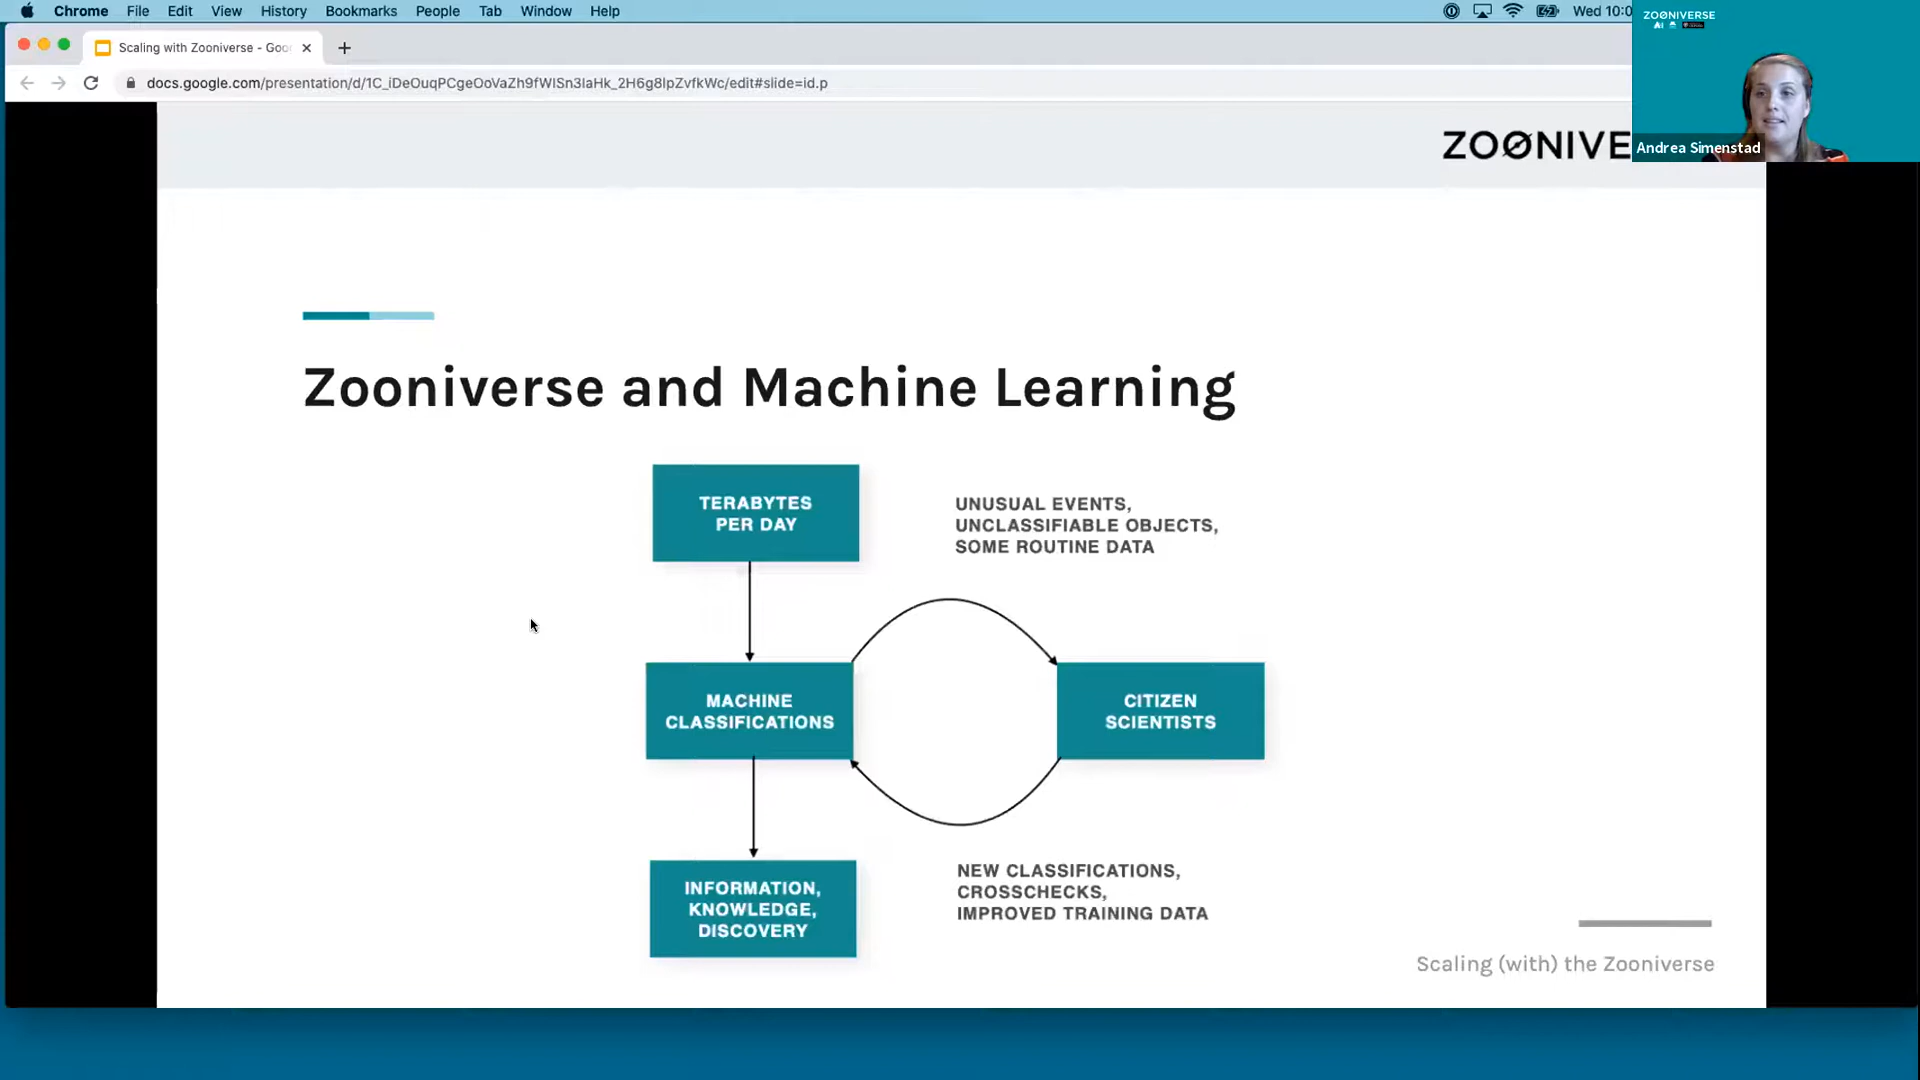 Chrome File Edit View History Bookmarks People Tab Window Help
Wed 10:0
ZOONIVERSE
Scaling with Zooniverse - Goo
docs.google.com/presentation/d/1C_iDeOuqPCgeOoVaZh9fWISn3IaHk_2H6g8lpZvfkWc/edit#slide=id.p
Andrea Simenstad
ZOØNIVE
Zooniverse and Machine Learning
TERABYTES
PER DAY
UNUSUAL EVENTS,
UNCLASSIFIABLE OBJECTS,
SOME ROUTINE DATA
MACHINE
CLASSIFICATIONS
CITIZEN
SCIENTISTS
INFORMATION,
KNOWLEDGE,
DISCOVERY
NEW CLASSIFICATIONS,
CROSSCHECKS,
IMPROVED TRAINING DATA
Scaling (with) the Zooniverse